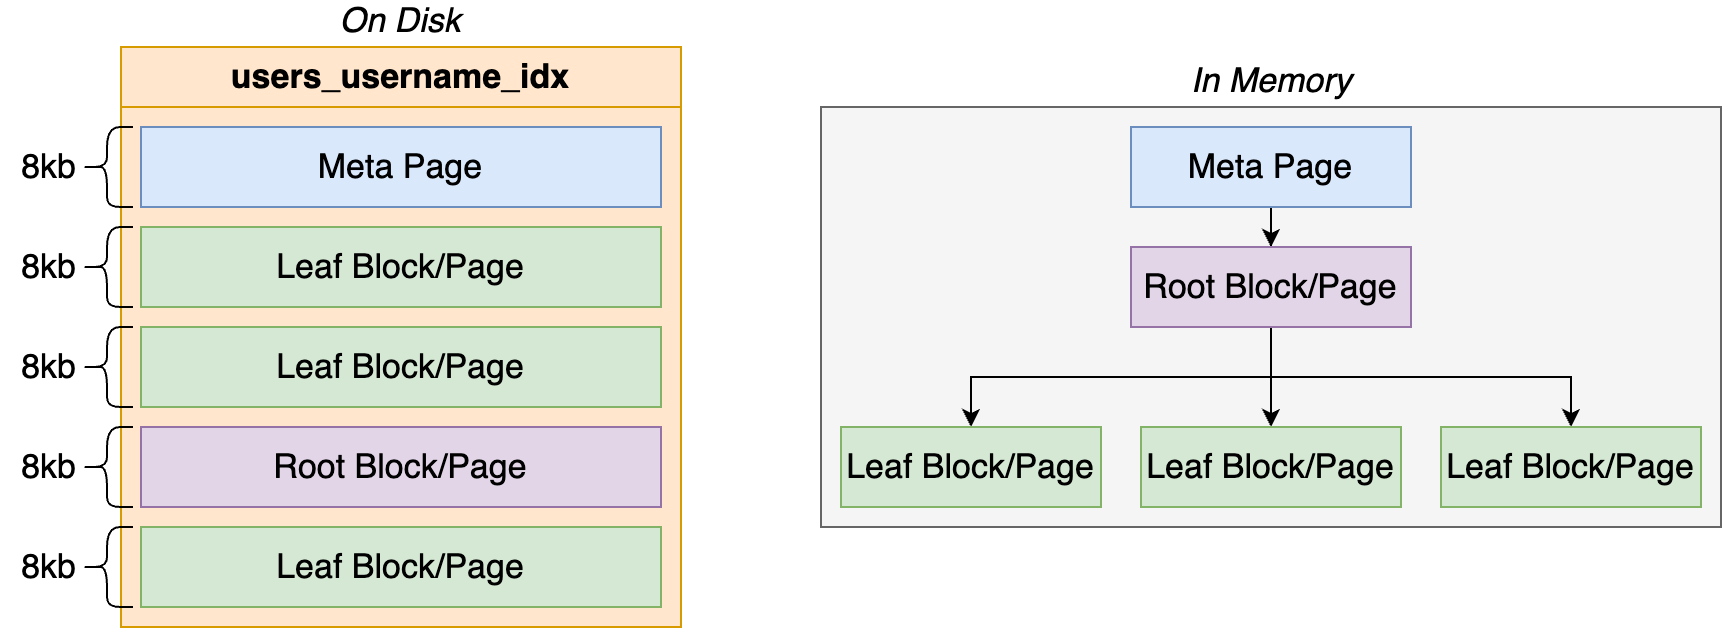 On Disk
users_username_idx
8kb
Meta Page
8kb
Leaf Block/Page
8kb
Leaf Block/Page
8kb
Root Block/Page
8kb
Leaf Block/Page
In Memory
Meta Page
Root Block/Page
Leaf Block/Page
Leaf Block/Page
Leaf Block/Page